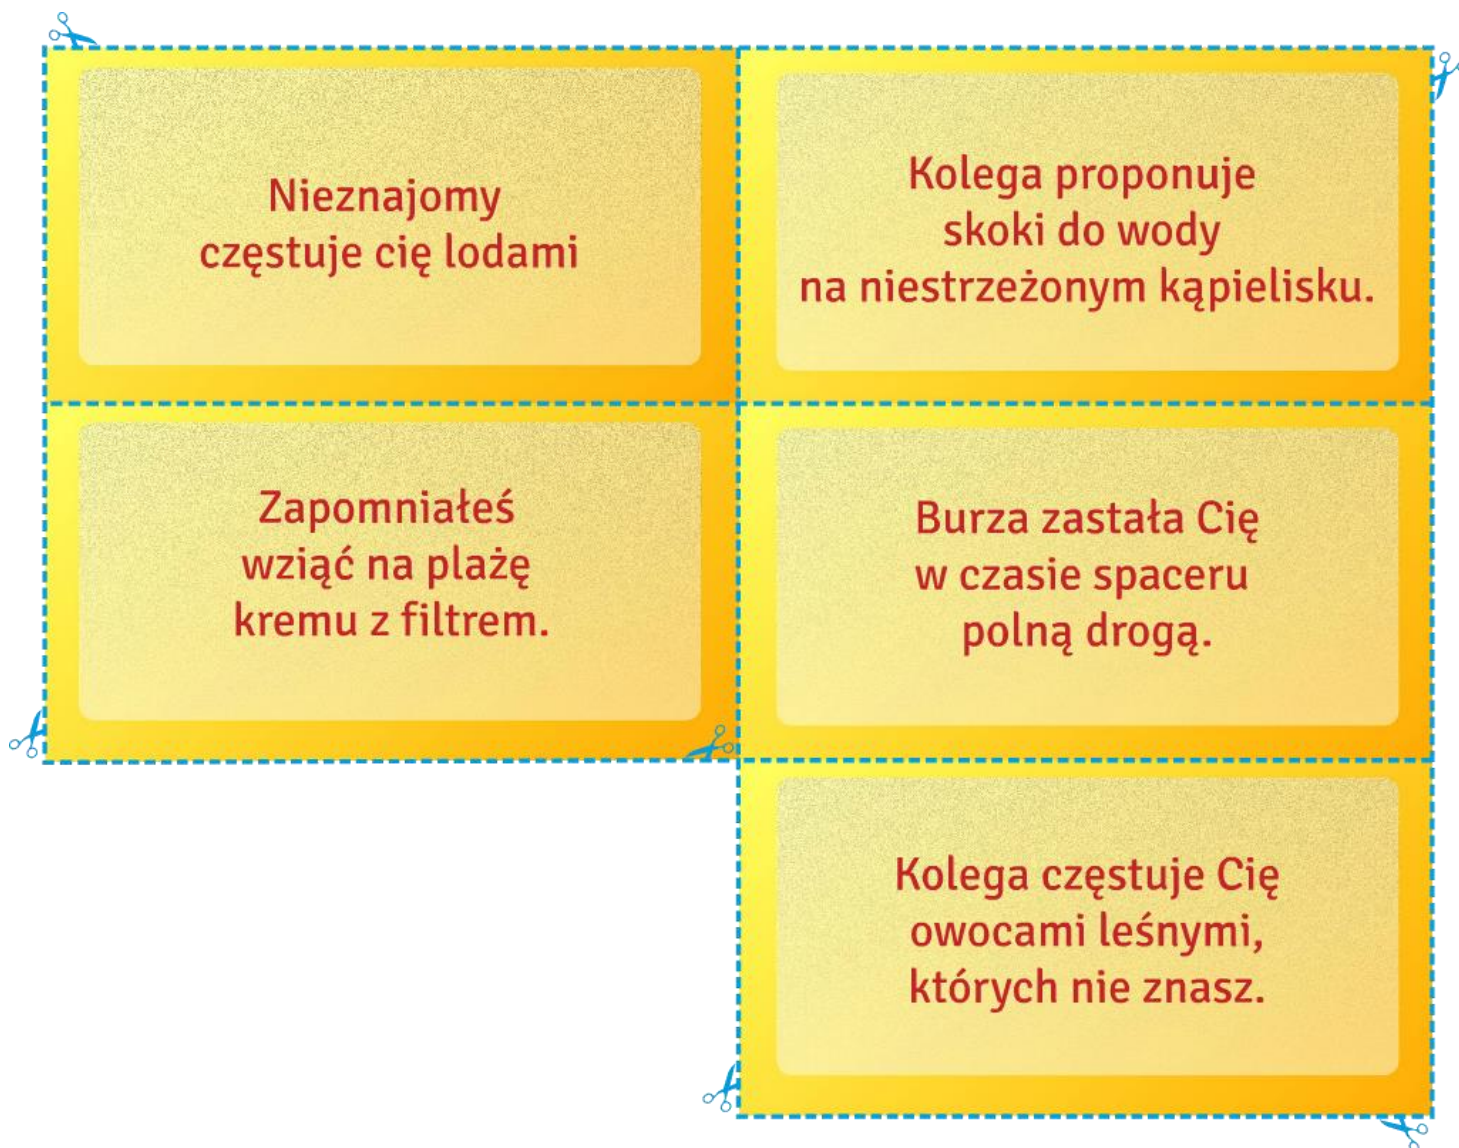 Nieznajomy
częstuje cię lodami
Kolega proponuje
skoki do wody
na niestrzeżonym kąpielisku.
Zapomniałeś
wziąć na plażę
kremu z filtrem.
Burza zastała Cię
w czasie spaceru
polną drogą.
Kolega częstuje Cię
owocami leśnymi,
których nie znasz.